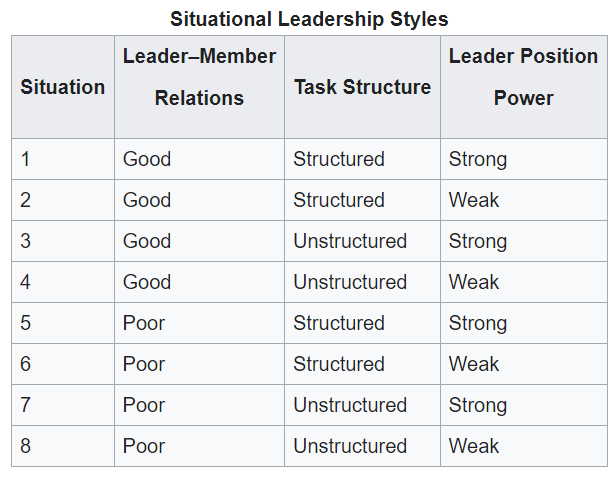 Situational Leadership Styles
Situation Leader–Member Relations Task Structure Leader Position Power
1 Good Structured Strong
2 Good Structured Weak
3 Good Unstructured Strong
4 Good Unstructured Weak
5 Poor Structured Strong
6 Poor Structured Weak
7 Poor Unstructured Strong
8 Poor Unstructured Weak